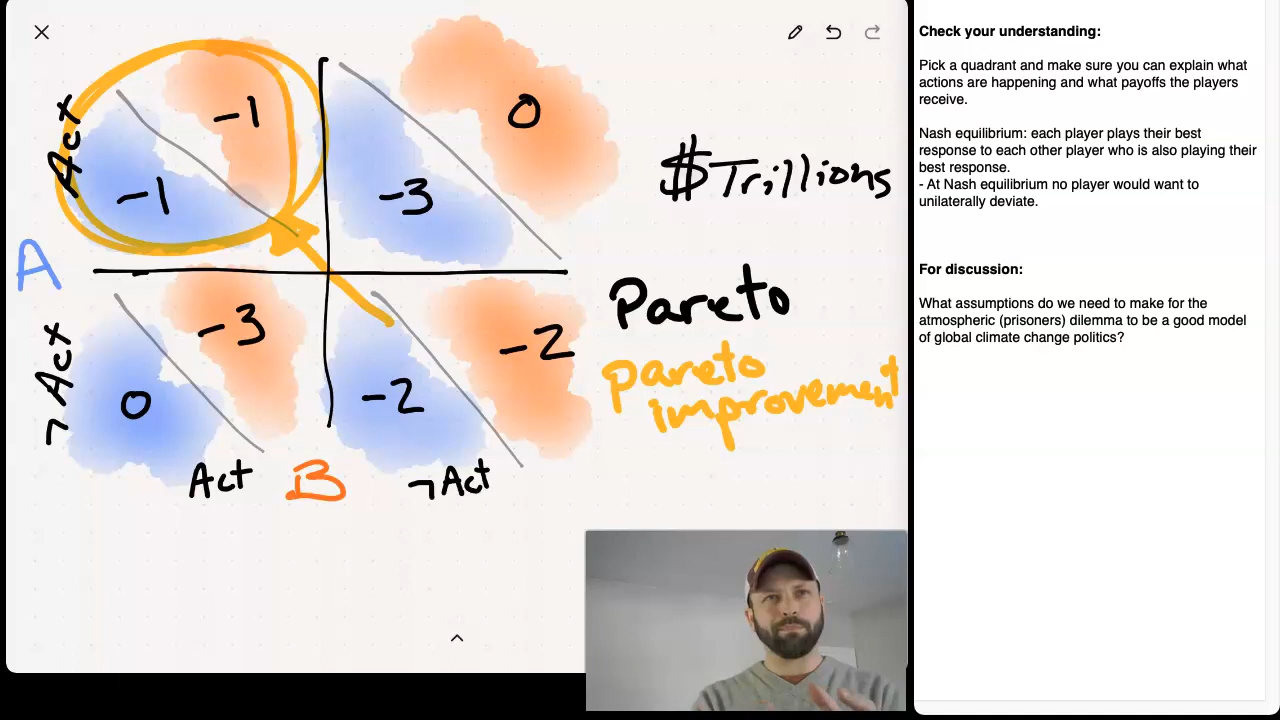 Act
-1
-1
-3
0
$Trillions
A
Pareto
Pareto
improvement
¬ Act
0
-3
-2
-2
Act
B
¬ Act
Check your understanding:
Pick a quadrant and make sure you can explain what
actions are happening and what payoffs the players
receive.
Nash equilibrium: each player plays their best
response to each other player who is also playing their
best response.
- At Nash equilibrium no player would want to
unilaterally deviate.
For discussion:
What assumptions do we need to make for the
atmospheric (prisoners) dilemma to be a good model
of global climate change politics?